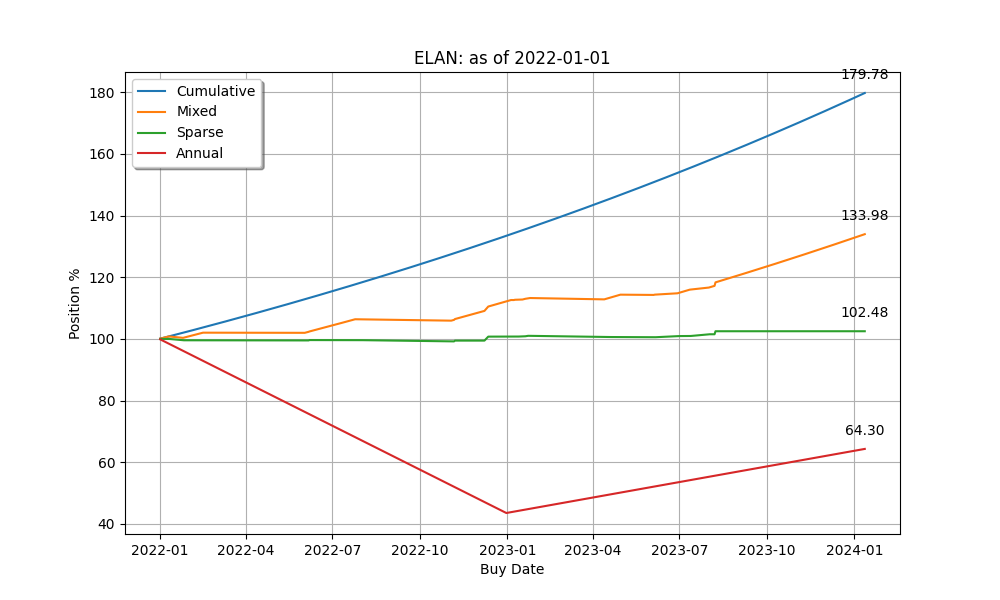 ELAN: as of 2022-01-01
179.78
180
Cumulative
Mixed
Sparse
Annual
160
140
133.98
120
102.48
100
80
64.30
60
40
Position %
2022-01 2022-04 2022-07 2022-10 2023-01 2023-04 2023-07 2023-10 2024-01
Buy Date